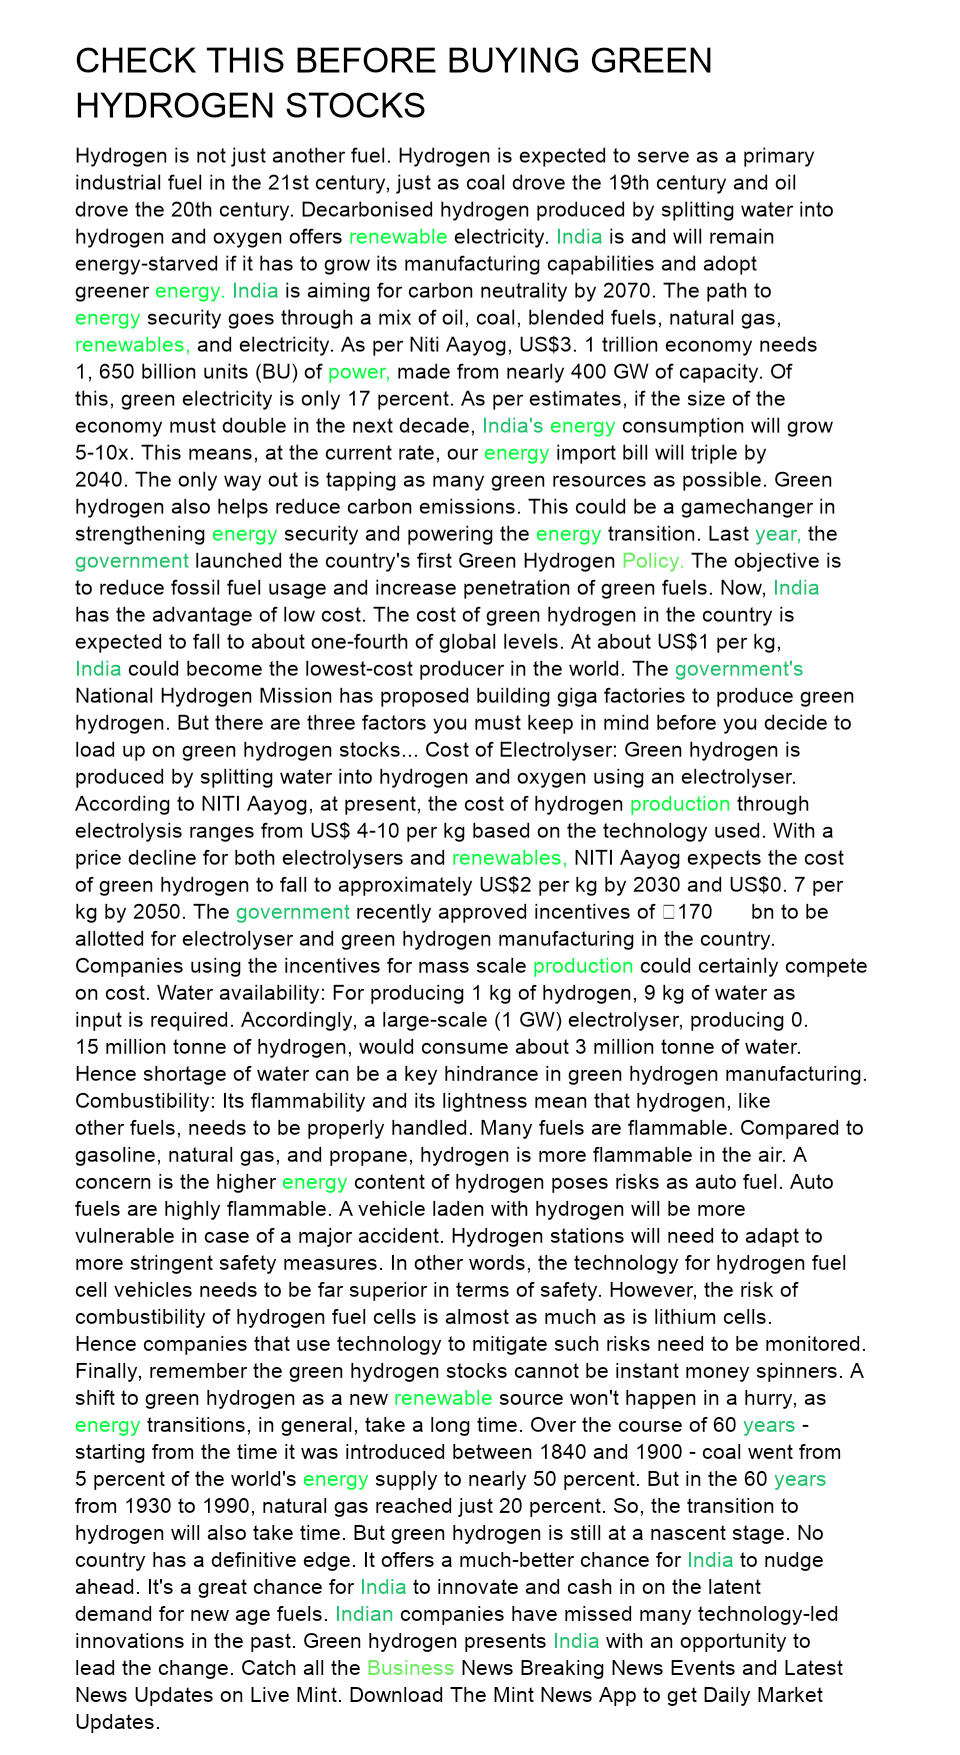 CHECK THIS BEFORE BUYING GREEN
HYDROGEN STOCKS
Hydrogen is not just another fuel. Hydrogen is expected to serve as a primary
industrial fuel in the 21st century, just as coal drove the 19th century and oil
drove the 20th century. Decarbonised hydrogen produced by splitting water into
hydrogen and oxygen offers renewable electricity. India is and will remain
energy-starved if it has to grow its manufacturing capabilities and adopt
greener energy. India is aiming for carbon neutrality by 2070. The path to
energy security goes through a mix of oil, coal, blended fuels, natural gas,
renewables, and electricity. As per Niti Aayog, US$3. 1 trillion economy needs
1, 650 billion units (BU) of power, made from nearly 400 GW of capacity. Of
this, green electricity is only 17 percent. As per estimates, if the size of the
economy must double in the next decade, India's energy consumption will grow
5-10x. This means, at the current rate, our energy import bill will triple by
2040. The only way out is tapping as many green resources as possible. Green
hydrogen also helps reduce carbon emissions. This could be a gamechanger in
strengthening energy security and powering the energy transition. Last year, the
government launched the country's first Green Hydrogen Policy. The objective is
to reduce fossil fuel usage and increase penetration of green fuels. Now, India
has the advantage of low cost. The cost of green hydrogen in the country is
expected to fall to about one-fourth of global levels. At about US$1 per kg,
India could become the lowest-cost producer in the world. The government's
National Hydrogen Mission has proposed building giga factories to produce green
hydrogen. But there are three factors you must keep in mind before you decide to
load up on green hydrogen stocks... Cost of Electrolyser: Green hydrogen is
produced by splitting water into hydrogen and oxygen using an electrolyser.
According to NITI Aayog, at present, the cost of hydrogen production through
electrolysis ranges from US$ 4-10 per kg based on the technology used. With a
price decline for both electrolysers and renewables, NITI Aayog expects the cost
of green hydrogen to fall to approximately US$2 per kg by 2030 and US$0. 7 per
kg by 2050. The government recently approved incentives of 170 bn to be
allotted for electrolyser and green hydrogen manufacturing in the country.
Companies using the incentives for mass scale production could certainly compete
on cost. Water availability: For producing 1 kg of hydrogen, 9 kg of water as
input is required. Accordingly, a large-scale (1 GW) electrolyser, producing 0.
15 million tonne of hydrogen, would consume about 3 million tonne of water.
Hence shortage of water can be a key hindrance in green hydrogen manufacturing.
Combustibility: Its flammability and its lightness mean that hydrogen, like
other fuels, needs to be properly handled. Many fuels are flammable. Compared to
gasoline, natural gas, and propane, hydrogen is more flammable in the air. A
concern is the higher energy content of hydrogen poses risks as auto fuel. Auto
fuels are highly flammable. A vehicle laden with hydrogen will be more
vulnerable in case of a major accident. Hydrogen stations will need to adapt to
more stringent safety measures. In other words, the technology for hydrogen fuel
cell vehicles needs to be far superior in terms of safety. However, the risk of
combustibility of hydrogen fuel cells is almost as much as is lithium cells.
Hence companies that use technology to mitigate such risks need to be monitored.
Finally, remember the green hydrogen stocks cannot be instant money spinners. A
shift to green hydrogen as a new renewable source won't happen in a hurry, as
energy transitions, in general, take a long time. Over the course of 60 years -
starting from the time it was introduced between 1840 and 1900 - coal went from
5 percent of the world's energy supply to nearly 50 percent. But in the 60 years
from 1930 to 1990, natural gas reached just 20 percent. So, the transition to
hydrogen will also take time. But green hydrogen is still at a nascent stage. No
country has a definitive edge. It offers a much-better chance for India to nudge
ahead. It's a great chance for India to innovate and cash in on the latent
demand for new age fuels. Indian companies have missed many technology-led
innovations in the past. Green hydrogen presents India with an opportunity to
lead the change. Catch all the Business News Breaking News Events and Latest
News Updates on Live Mint. Download The Mint News App to get Daily Market
Updates.